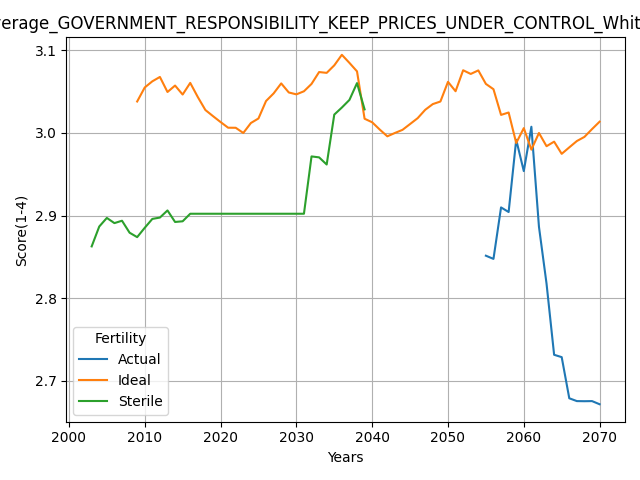 erage_GOVERNMENT_RESPONSIBILITY_KEEP_PRICES_UNDER_CONTROL_Whit
3.1
3.0
2.9
2.8
2.7
Score(1-4)
Fertility
Actual
Ideal
Sterile
2000 2010 2020 2030 2040 2050 2060 2070
Years